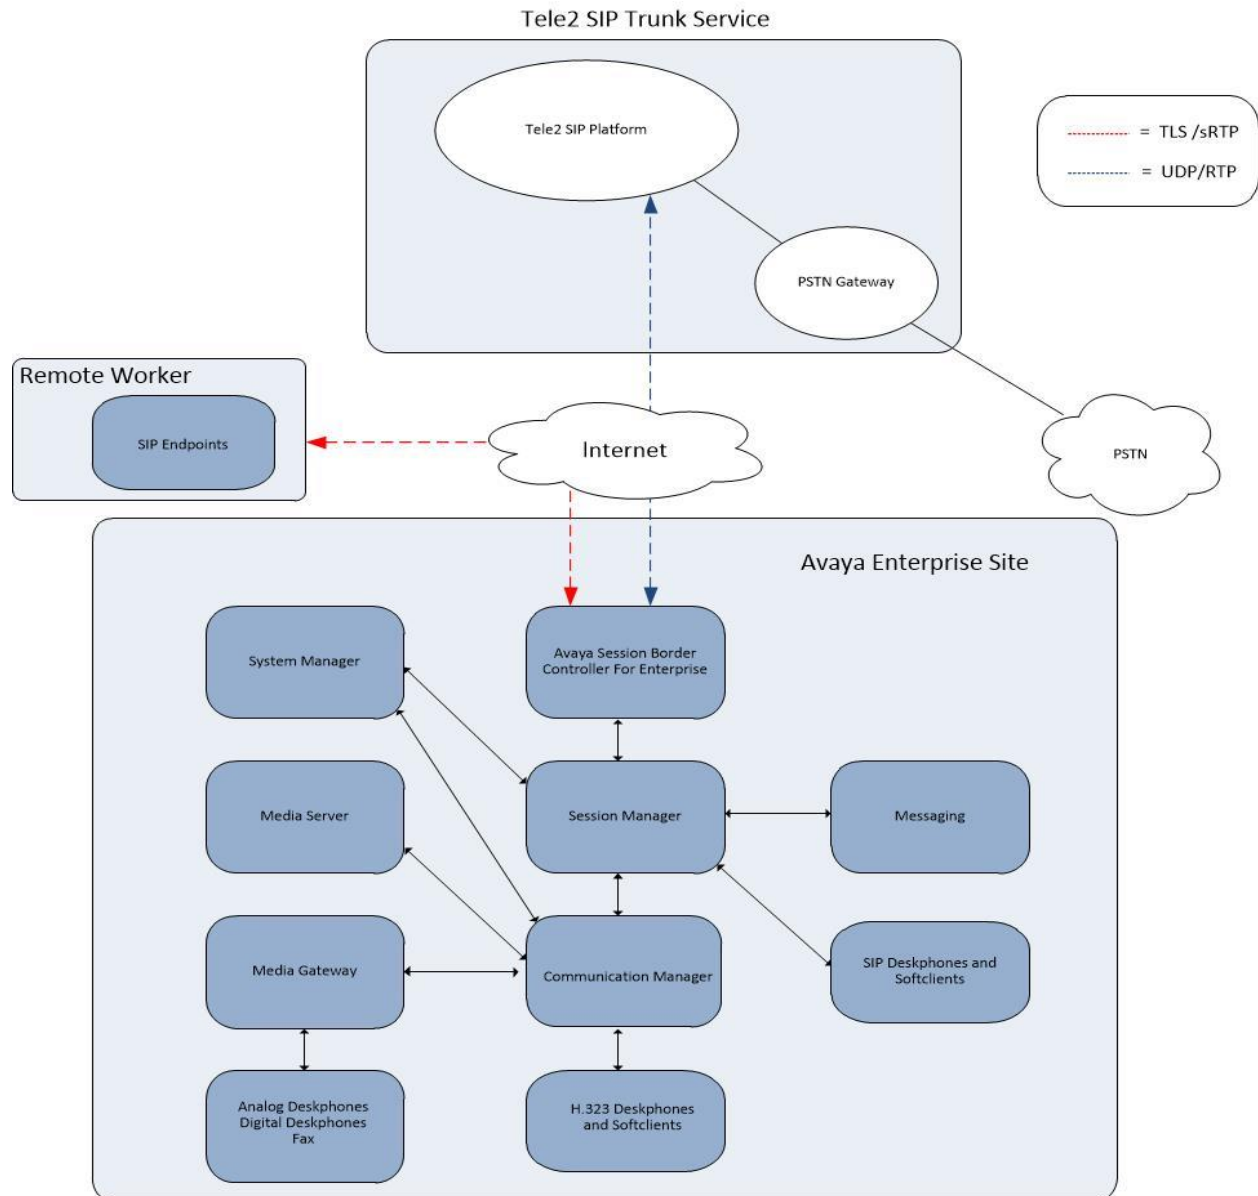 Tele2 SIP Trunk Service
Tele2 SIP Platform
= TLS /sRTP
= UDP/RTP
PSTN Gateway
Remote Worker
SIP Endpoints
Internet
PSTN
Avaya Enterprise Site
System Manager
Avaya Session Border
Controller For Enterprise
Media Server
Session Manager
Messaging
Media Gateway
Communication Manager
SIP Deskphones and
Softclients
Analog Deskphones
Digital Deskphones
Fax
H.323 Deskphones
and Softclients